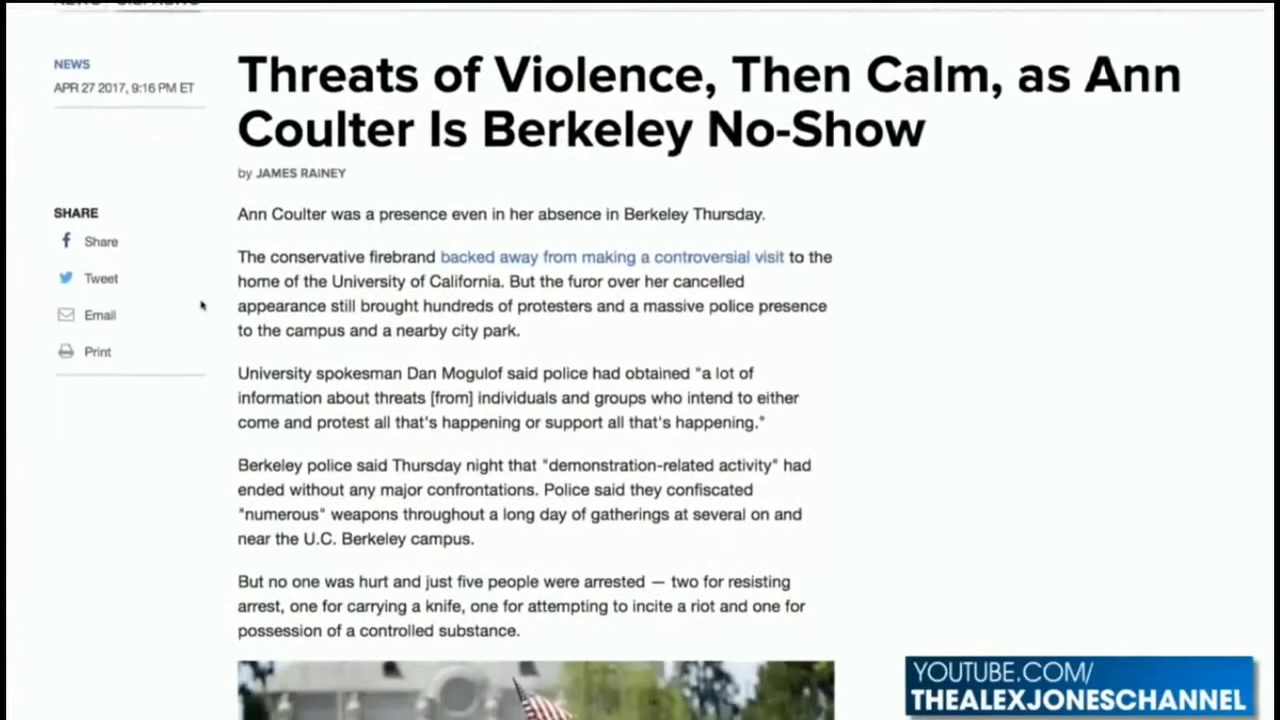 NEWS
APR 27 2017, 9:16 PM ET
Threats of Violence, Then Calm, as Ann
Coulter Is Berkeley No-Show
by JAMES RAINEY
SHARE
Share
Tweet
Email
Print
Ann Coulter was a presence even in her absence in Berkeley Thursday.
The conservative firebrand backed away from making a controversial visit to the
home of the University of California. But the furor over her cancelled
appearance still brought hundreds of protesters and a massive police presence
to the campus and a nearby city park.
University spokesman Dan Mogulof said police had obtained "a lot of
information about threats [from] individuals and groups who intend to either
come and protest all that's happening or support all that's happening."
Berkeley police said Thursday night that "demonstration-related activity" had
ended without any major confrontations. Police said they confiscated
"numerous" weapons throughout a long day of gatherings at several on and
near the U.C. Berkeley campus.
But no one was hurt and just five people were arrested — two for resisting
arrest, one for carrying a knife, one for attempting to incite a riot and one for
possession of a controlled substance.
YOUTUBE.COM/
THEALEXJONESCHANNEL